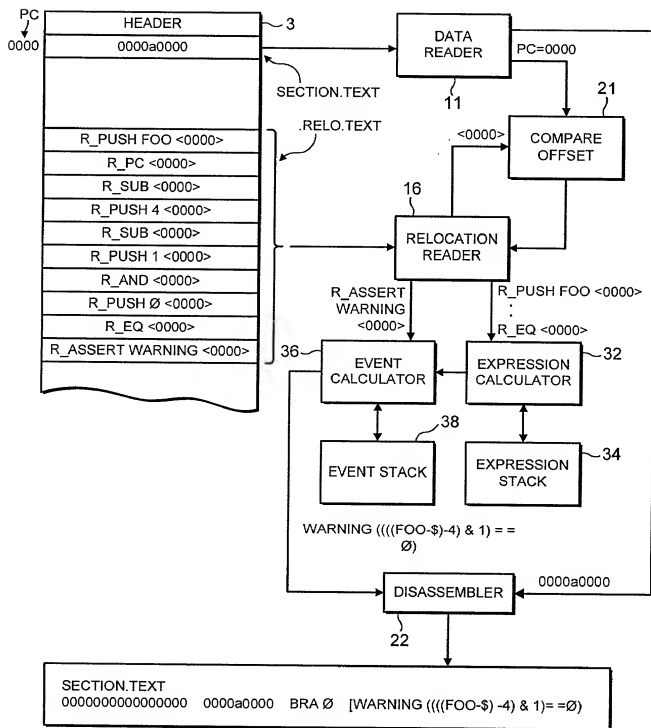 PC
0000
HEADER
0000a0000
3
SECTION.TEXT
.RELO.TEXT
R_PUSH FOO <0000>
R_PC <0000>
R_SUB <0000>
R_PUSH 4 <0000>
R_SUB <0000>
R_PUSH 1 <0000>
R_AND <0000>
R_PUSH Ø <0000>
R_EQ <0000>
R_ASSERT WARNING <0000>
DATA
READER
11
PC=0000
21
COMPARE
OFFSET
<0000>
16
RELOCATION
READER
R_ASSERT
WARNING
<0000>
R_PUSH FOO <0000>
:
R_EQ <0000>
36
EVENT
CALCULATOR
EXPRESSION
CALCULATOR
32
38
EVENT STACK
EXPRESSION
STACK
34
WARNING ((((FOO-$)-4) & 1) = =
Ø)
DISASSEMBLER
22
0000a0000
SECTION.TEXT
0000000000000000 0000a0000 BRA Ø [WARNING ((((FOO-$) -4) & 1)= =Ø)